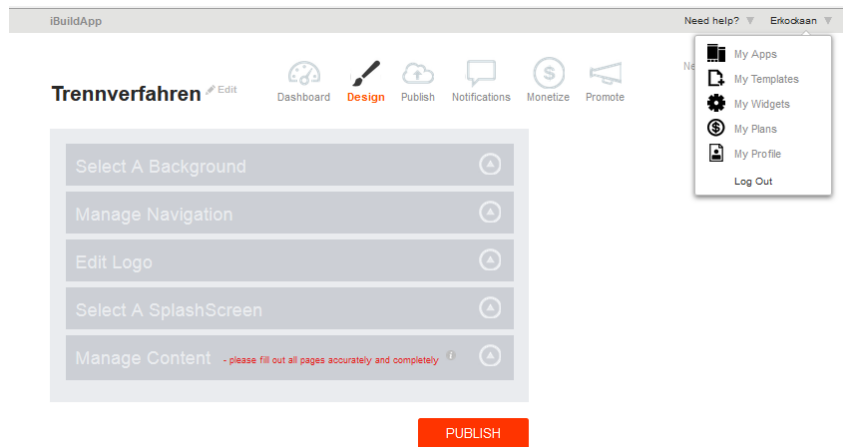 iBuildApp
Need help? Erkockaan
Trennverfahren Edit
Dashboard Design Publish Notifications Monetize Promote
Ne
My Apps
My Templates
My Widgets
My Plans
My Profile
Log Out
Select A Background
Manage Navigation
Edit Logo
Select A SplashScreen
Manage Content - please fill out all pages accurately and completely
PUBLISH